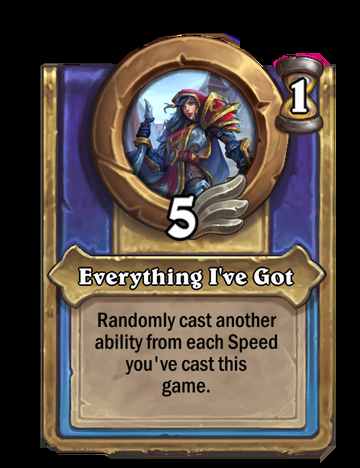 1
5
Everything I've Got
Randomly cast another
ability from each Speed
you've cast this
game.